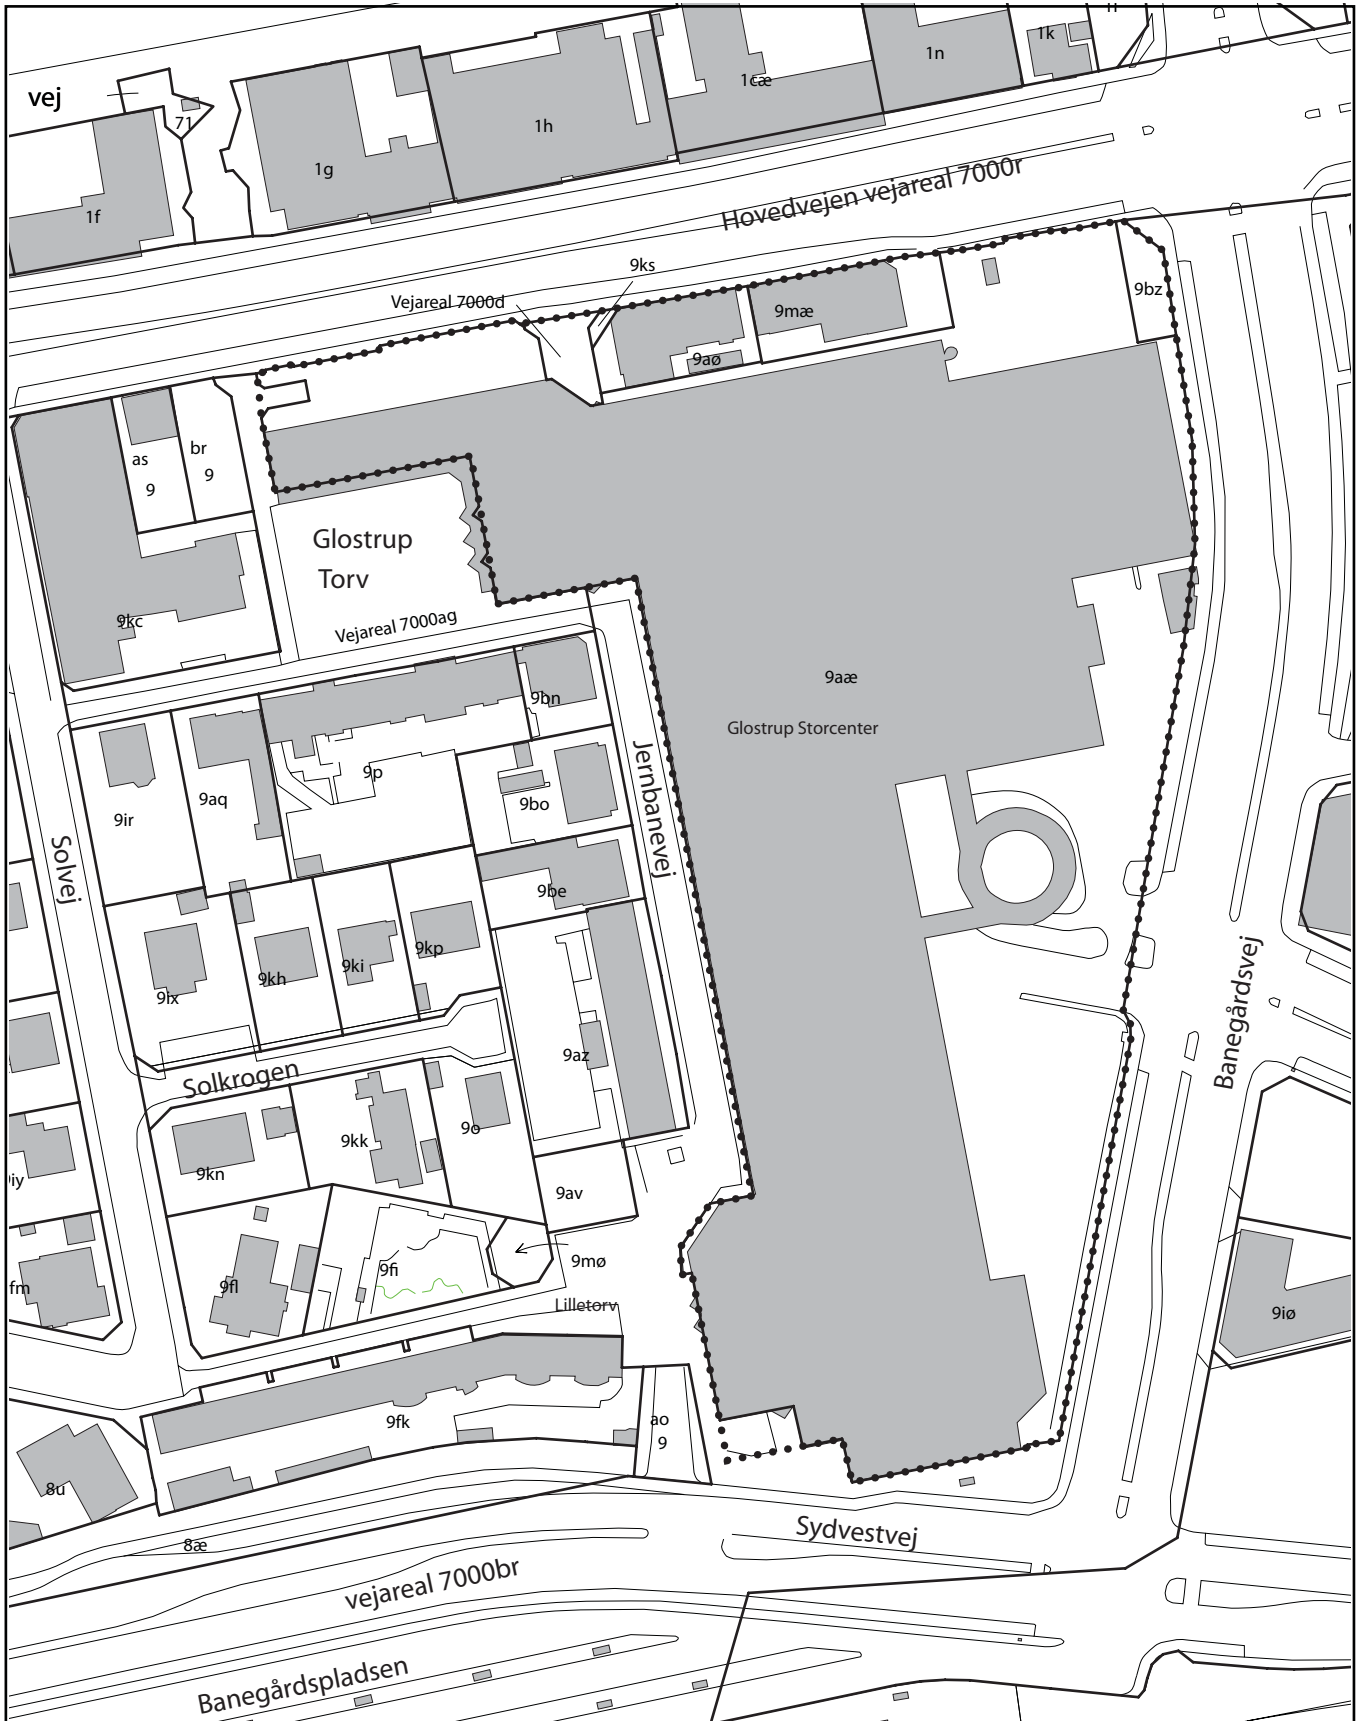 1k
1n
1cæ
vej
71
1h
1g
1f
Hovedvejen vejareal 7000r
9ks
Vejareal 7000d
9bz
9mæ
9aø
br
9
as
9
Glostrup
Torv
9kc
Vejareal 7000ag
9aæ
9bn
Glostrup Storcenter
9p
9aq
9bo
9ir
Jernbanevej
Solvej
9be
9kp
9ki
9kh
9ix
Banegårdsvej
9az
Solkrogen
9o
9kk
9kn
9iy
9av
9mø
9fi
9fl
fm
Lilletorv
9iø
9fk
ao
9
8u
Sydvestvej
8æ
vejareal 7000br
Banegårdspladsen